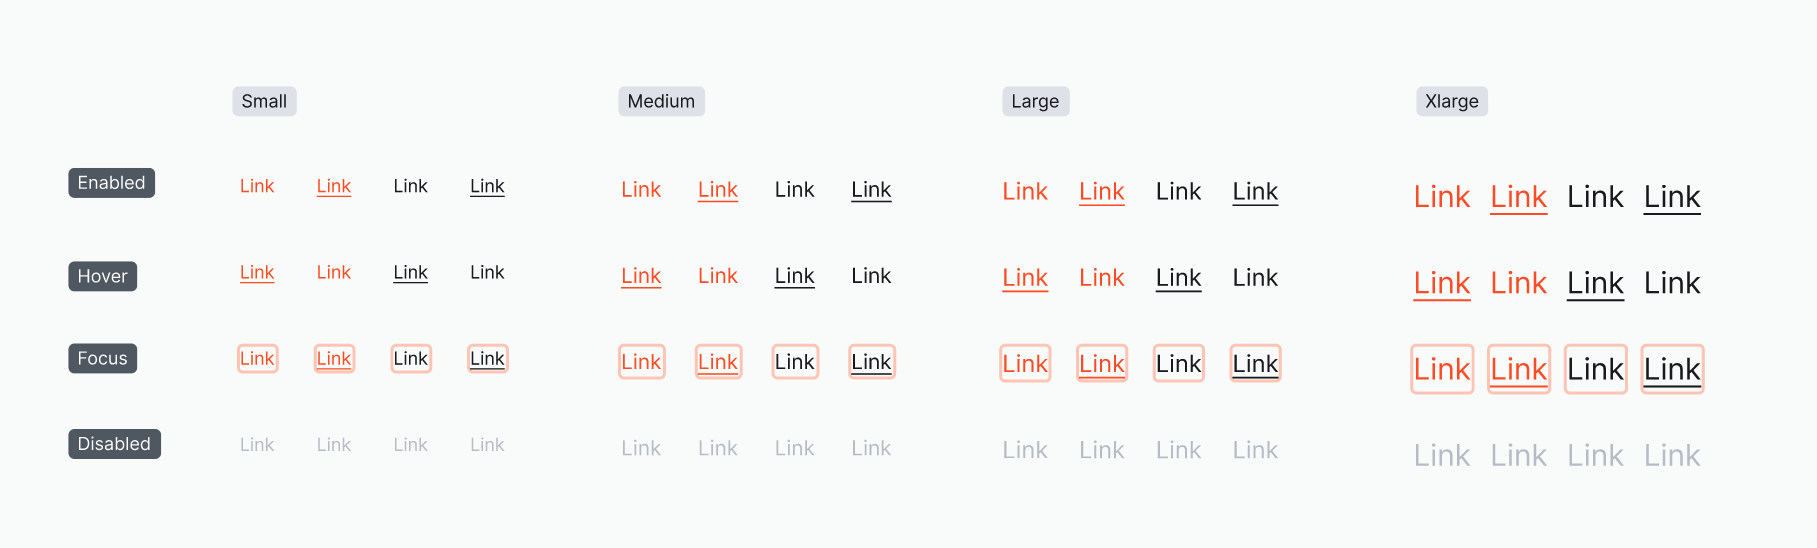 Small Medium Large Xlarge
Enabled Link Link Link Link Link Link Link Link Link Link Link Link Link Link Link Link
Hover Link Link Link Link Link Link Link Link Link Link Link Link Link Link Link Link
Focus Link Link Link Link Link Link Link Link Link Link Link Link Link Link Link Link
Disabled Link Link Link Link Link Link Link Link Link Link Link Link Link Link Link Link